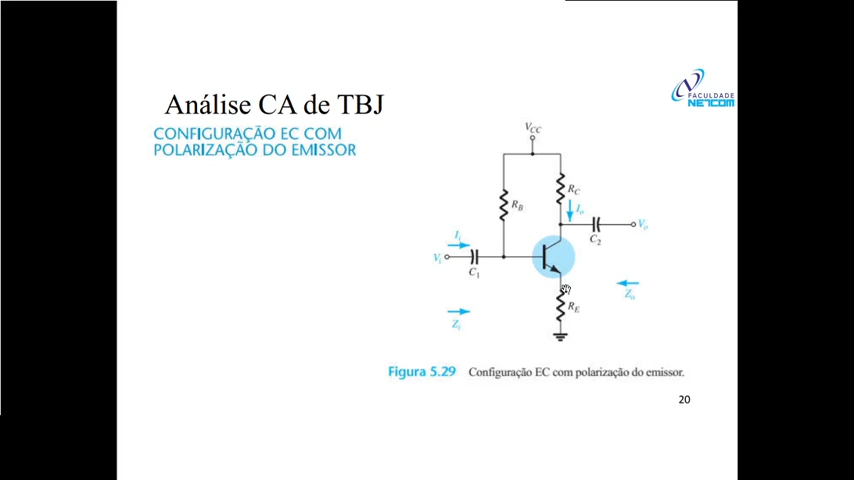 Análise CA de TBJ
FACULDADE
NETCOM
CONFIGURAÇÃO EC COM
POLARIZAÇÃO DO EMISSOR
VCC
RC
RB
Io
Vo
C2
Ii
Vi
C1
Zo
RE
Zi
Figura 5.29 Configuração EC com polarização do emissor.
20